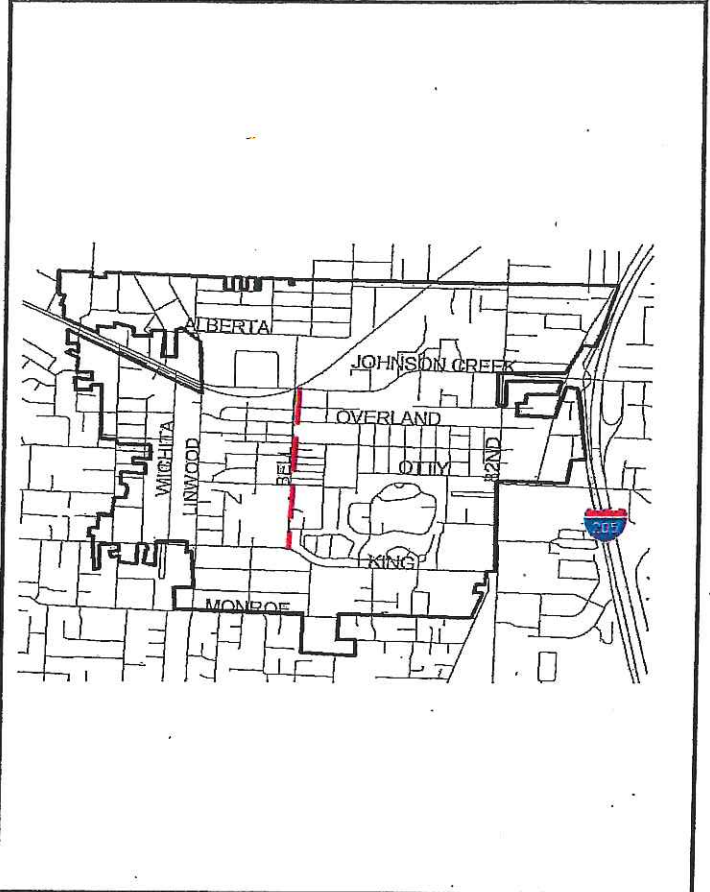 ALBERTA
JOHNSON CREEK
OVERLAND
WICHITA
LINWOOD
BELL
OTTY
82ND
205
KING
MONROE